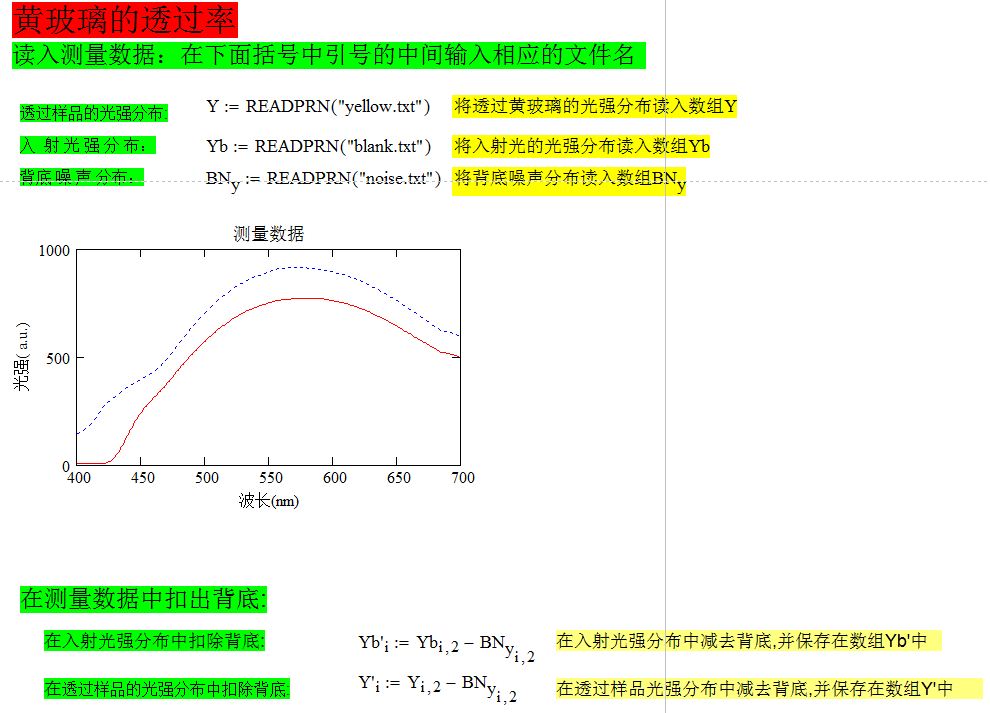 黄玻璃的透过率
读入测量数据：在下面括号中引号的中间输入相应的文件名
透过样品的光强分布: Y := READPRN("yellow.txt") 将透过黄玻璃的光强分布读入数组Y
入射光强分布： Yb := READPRN("blank.txt") 将入射光的光强分布读入数组Yb
背底噪声分布： BNy := READPRN("noise.txt") 将背底噪声分布读入数组BNy
测量数据
1000
光强( a.u.)
500
0
400 450 500 550 600 650 700
波长(nm)
在测量数据中扣出背底:
在入射光强分布中扣除背底: Yb'i := Ybi,2 − BNyi,2 在入射光强分布中减去背底,并保存在数组Yb'中
在透过样品的光强分布中扣除背底: Y'i := Yi,2 − BNyi,2 在透过样品光强分布中减去背底,并保存在数组Y'中